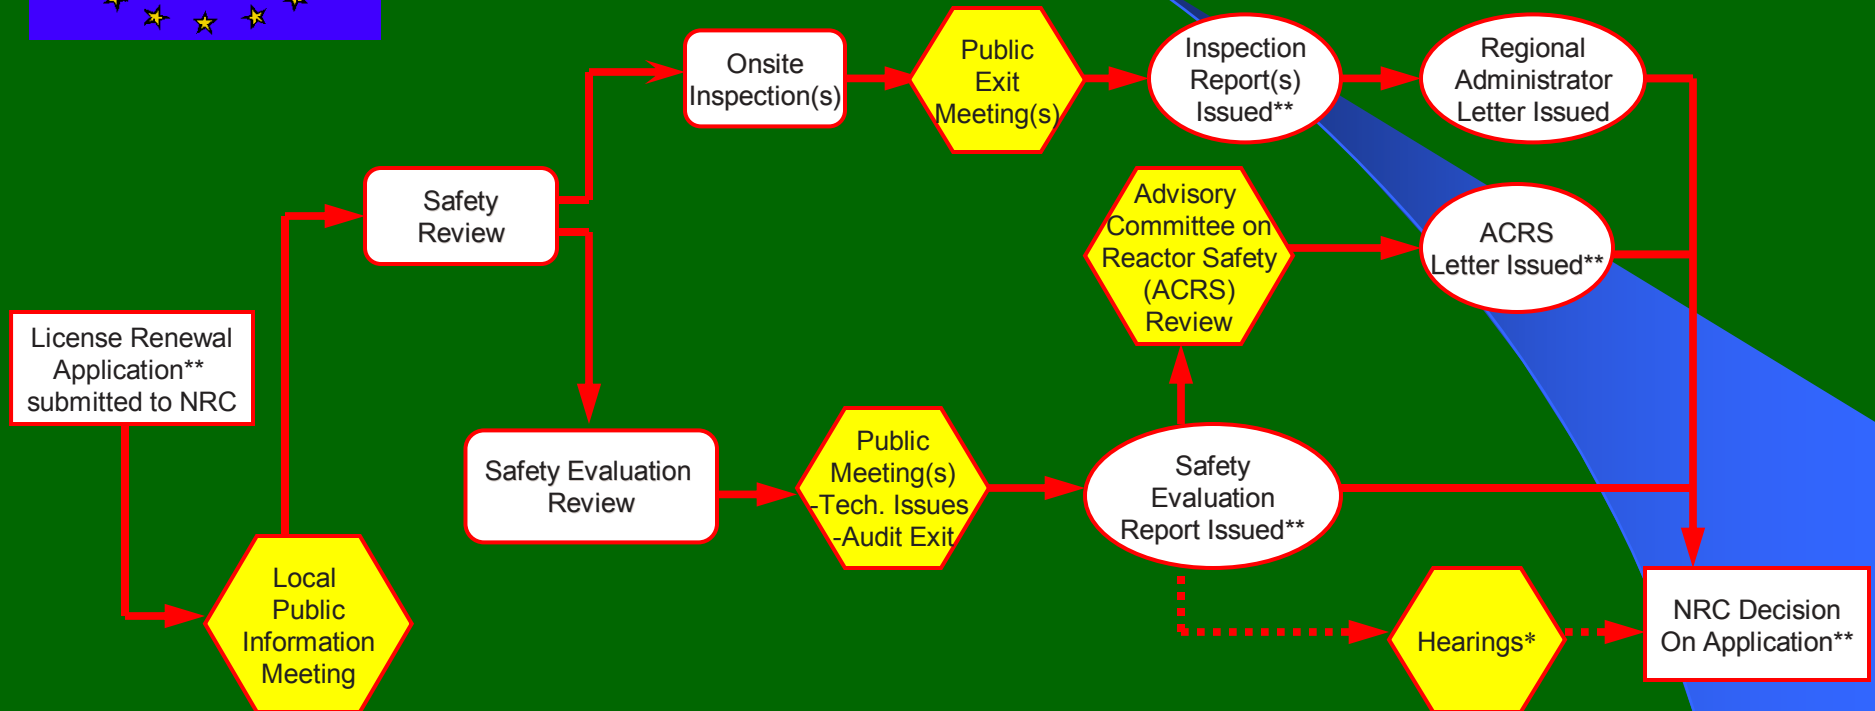 Onsite
Inspection(s)
Public
Exit
Meeting(s)
Inspection
Report(s)
Issued**
Regional
Administrator
Letter Issued
Safety
Review
Advisory
Committee on
Reactor Safety
(ACRS)
Review
ACRS
Letter Issued**
License Renewal
Application**
submitted to NRC
Safety Evaluation
Review
Public
Meeting(s)
-Tech. Issues
-Audit Exit
Safety
Evaluation
Report Issued**
Local
Public
Information
Meeting
Hearings*
NRC Decision
On Application**